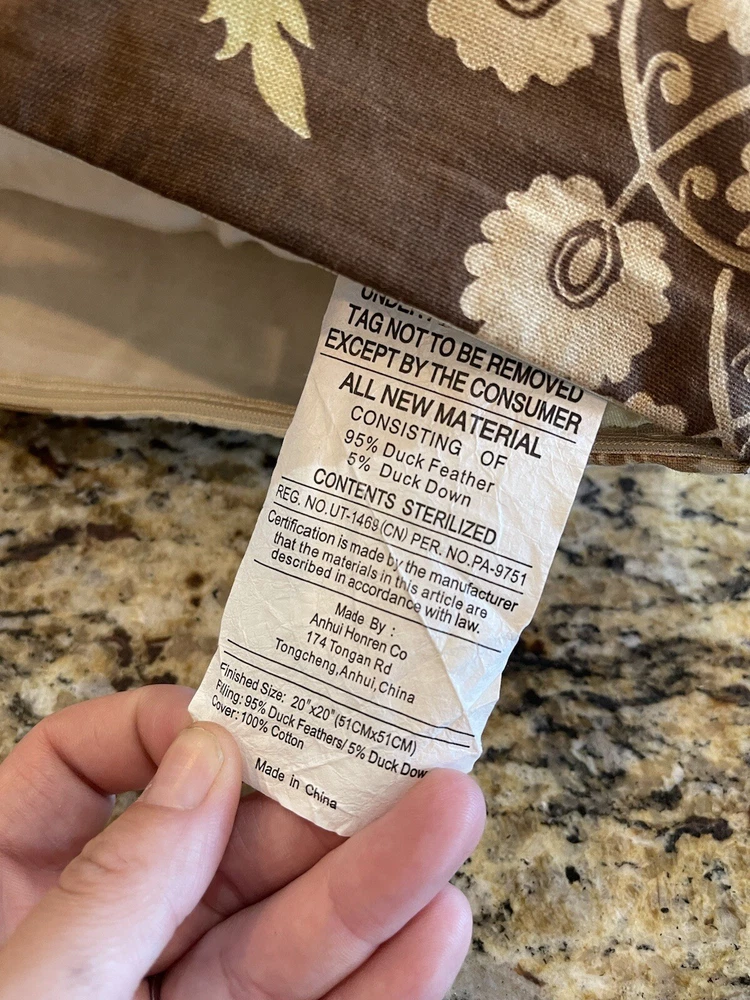 TAG NOT TO BE REMOVED
EXCEPT BY THE CONSUMER
ALL NEW MATERIAL
CONSISTING OF
95% Duck Feather
5% Duck Down
CONTENTS STERILIZED
REG. NO.UT-1469(CN) PER. NO.PA-9751
Certification is made by the manufacturer
that the materials in this article are
described in accordance with law.
Made By :
Anhui Honren Co
174 Tongan Rd
Tongcheng,Anhui,China
Finished Size: 20"x20"(51CMx51CM)
Filling: 95% Duck Feathers/ 5% Duck Dow
Cover: 100% Cotton
Made in China